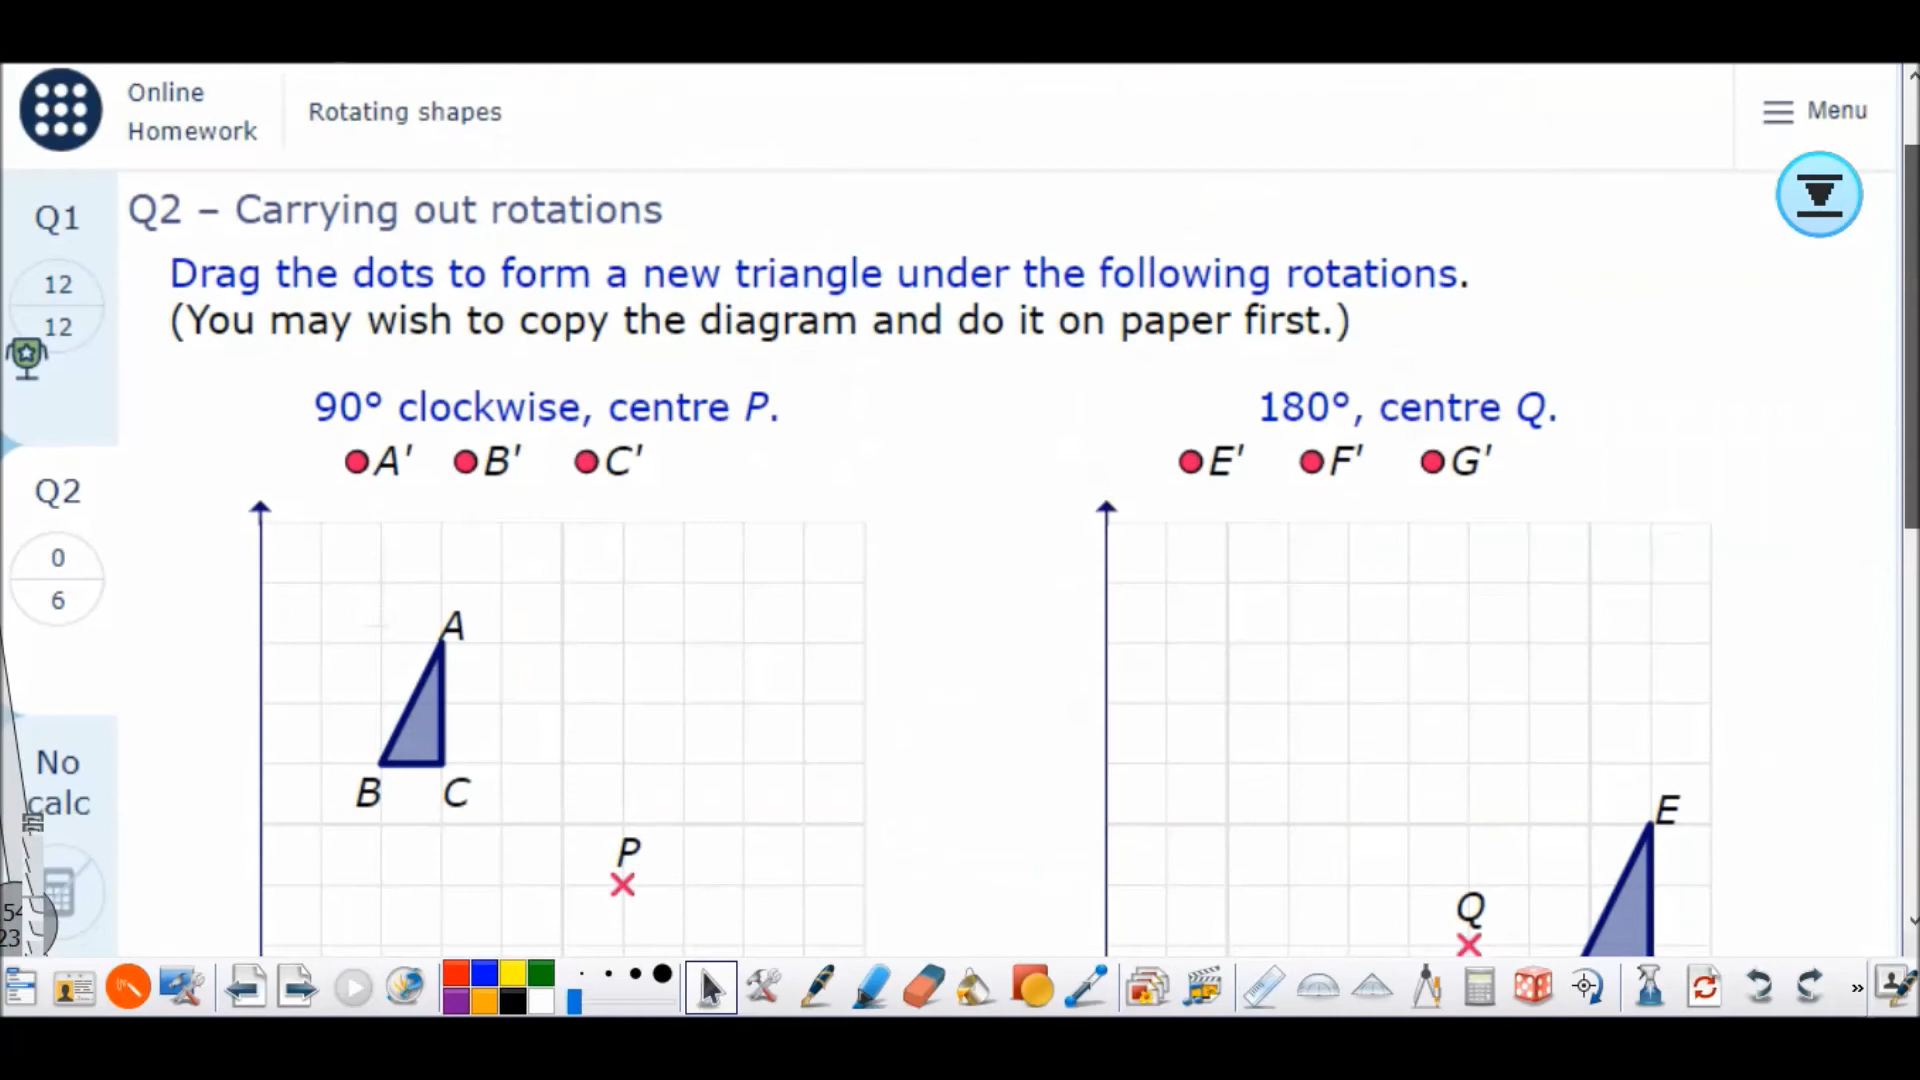 Online
Homework
Rotating shapes
Menu
Q1
12
12
Q2 – Carrying out rotations
Drag the dots to form a new triangle under the following rotations.
(You may wish to copy the diagram and do it on paper first.)
90° clockwise, centre P.
A' B' C'
180°, centre Q.
E' F' G'
Q2
0
6
A
B C
P
E
Q
No
calc
54
23
»